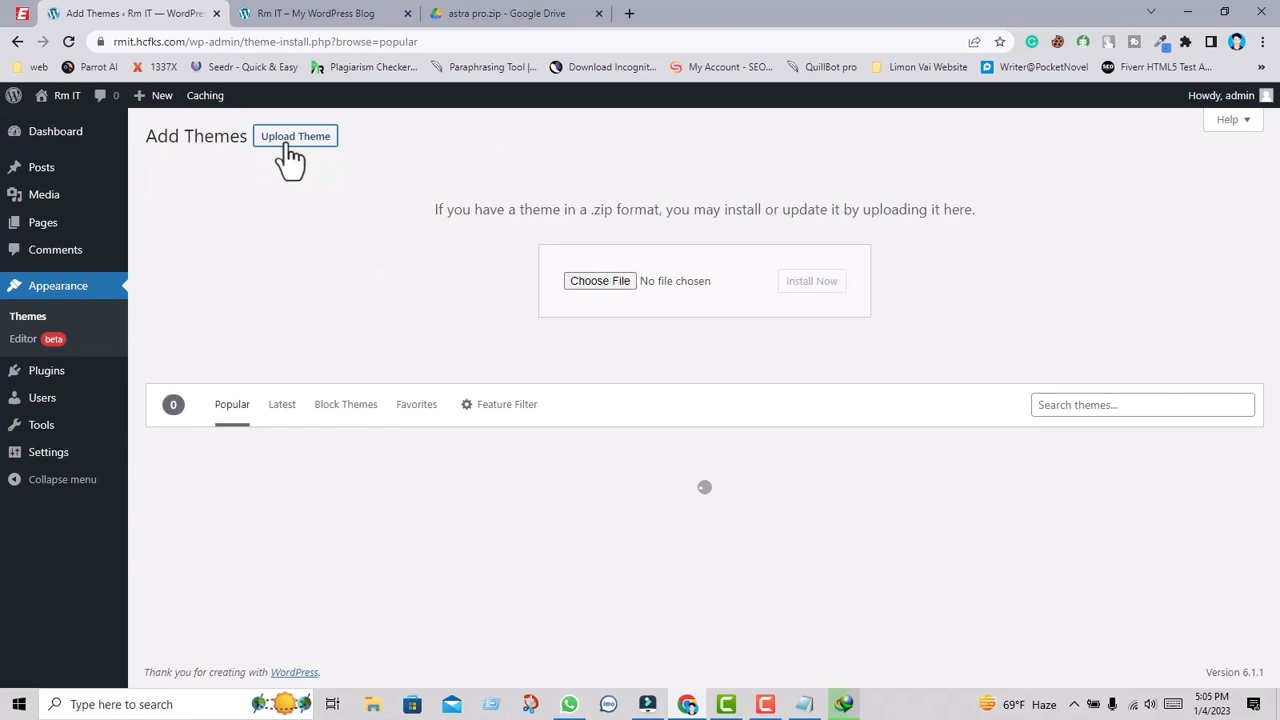 Add Themes ‹ Rm IT — WordPre
Rm IT – My WordPress Blog
astra pro.zip - Google Drive
rmit.hcfks.com/wp-admin/theme-install.php?browse=popular
web
Parrot AI
1337X
Seedr - Quick & Easy
Plagiarism Checker...
Paraphrasing Tool |...
Download Incognit...
My Account - SEO...
QuillBot pro
Limon Vai Website
Writer@PocketNovel
Fiverr HTML5 Test A...
»
Rm IT
0
New
Caching
Howdy, admin
Dashboard
Posts
Media
Pages
Comments
Appearance
Themes
Editor beta
Plugins
Users
Tools
Settings
Collapse menu
Add Themes
Upload Theme
Help
If you have a theme in a .zip format, you may install or update it by uploading it here.
Choose File No file chosen
Install Now
0
Popular
Latest
Block Themes
Favorites
Feature Filter
Search themes...
Thank you for creating with WordPress.
Version 6.1.1
Type here to search
69°F Haze
5:05 PM
1/4/2023